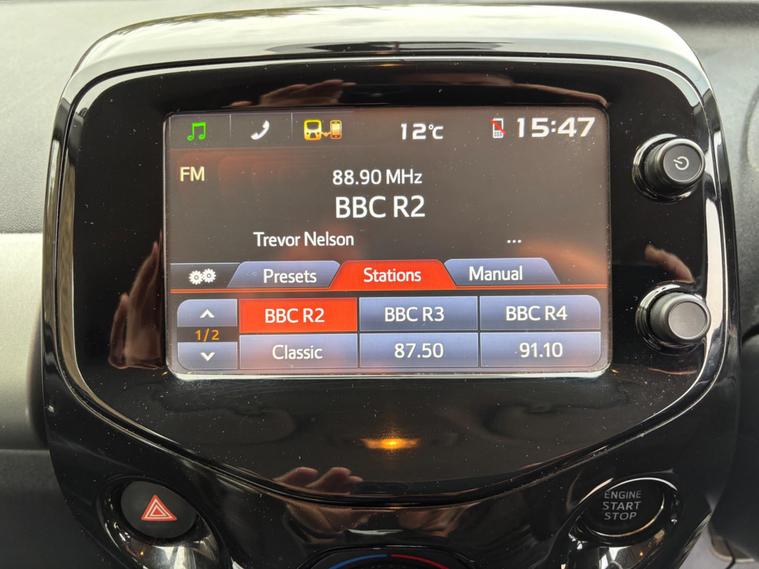 12°C 15:47
FM
88.90 MHz
BBC R2
Trevor Nelson ...
Presets Stations Manual
BBC R2 BBC R3 BBC R4
1/2
Classic 87.50 91.10
ENGINE
START
STOP